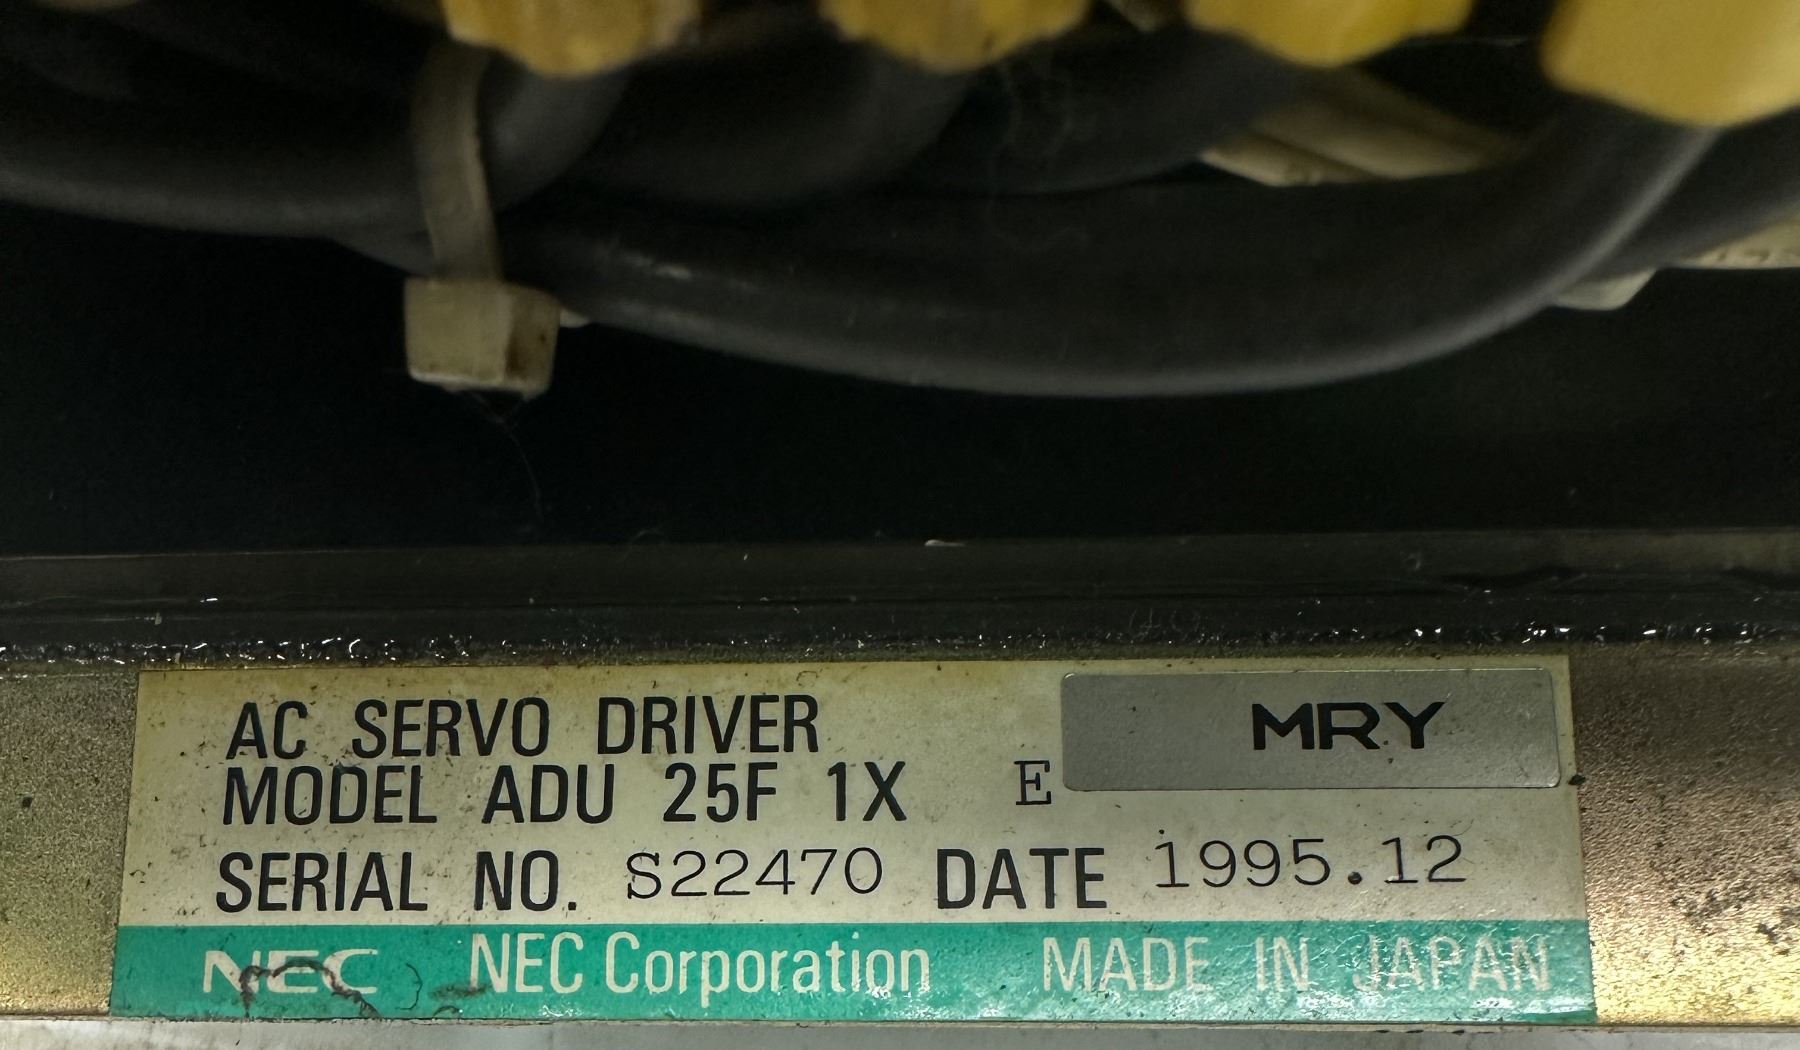 AC SERVO DRIVER MRY
MODEL ADU 25F 1X E
SERIAL NO. S22470 DATE 1995.12
NEC NEC Corporation MADE IN JAPAN